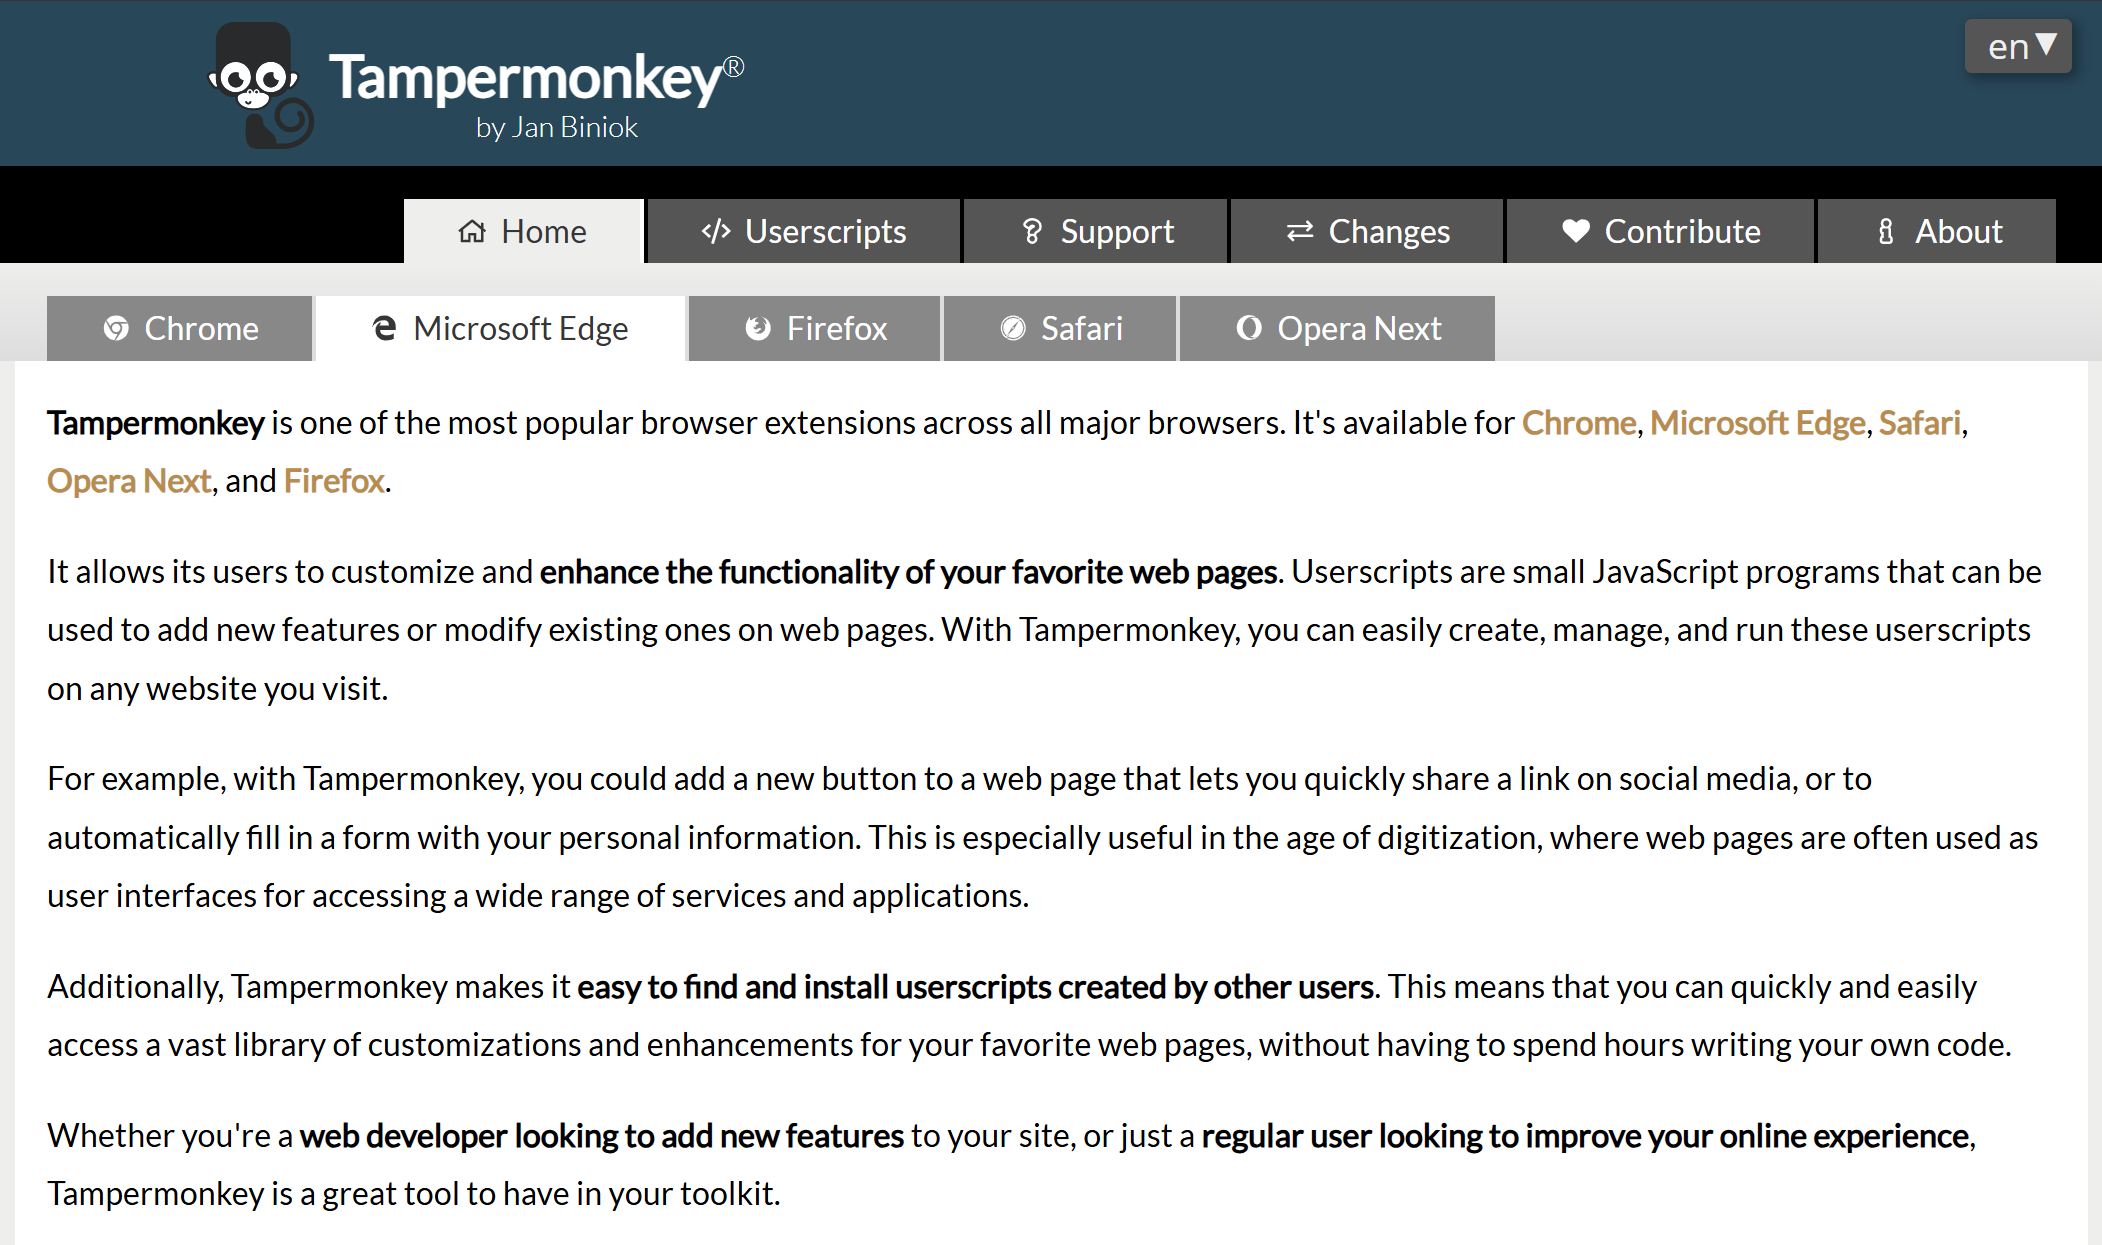 Tampermonkey®
by Jan Biniok
en▼
Home
Userscripts
Support
Changes
Contribute
About
Chrome
Microsoft Edge
Firefox
Safari
Opera Next
Tampermonkey is one of the most popular browser extensions across all major browsers. It's available for Chrome, Microsoft Edge, Safari,
Opera Next, and Firefox.
It allows its users to customize and enhance the functionality of your favorite web pages. Userscripts are small JavaScript programs that can be
used to add new features or modify existing ones on web pages. With Tampermonkey, you can easily create, manage, and run these userscripts
on any website you visit.
For example, with Tampermonkey, you could add a new button to a web page that lets you quickly share a link on social media, or to
automatically fill in a form with your personal information. This is especially useful in the age of digitization, where web pages are often used as
user interfaces for accessing a wide range of services and applications.
Additionally, Tampermonkey makes it easy to find and install userscripts created by other users. This means that you can quickly and easily
access a vast library of customizations and enhancements for your favorite web pages, without having to spend hours writing your own code.
Whether you're a web developer looking to add new features to your site, or just a regular user looking to improve your online experience,
Tampermonkey is a great tool to have in your toolkit.